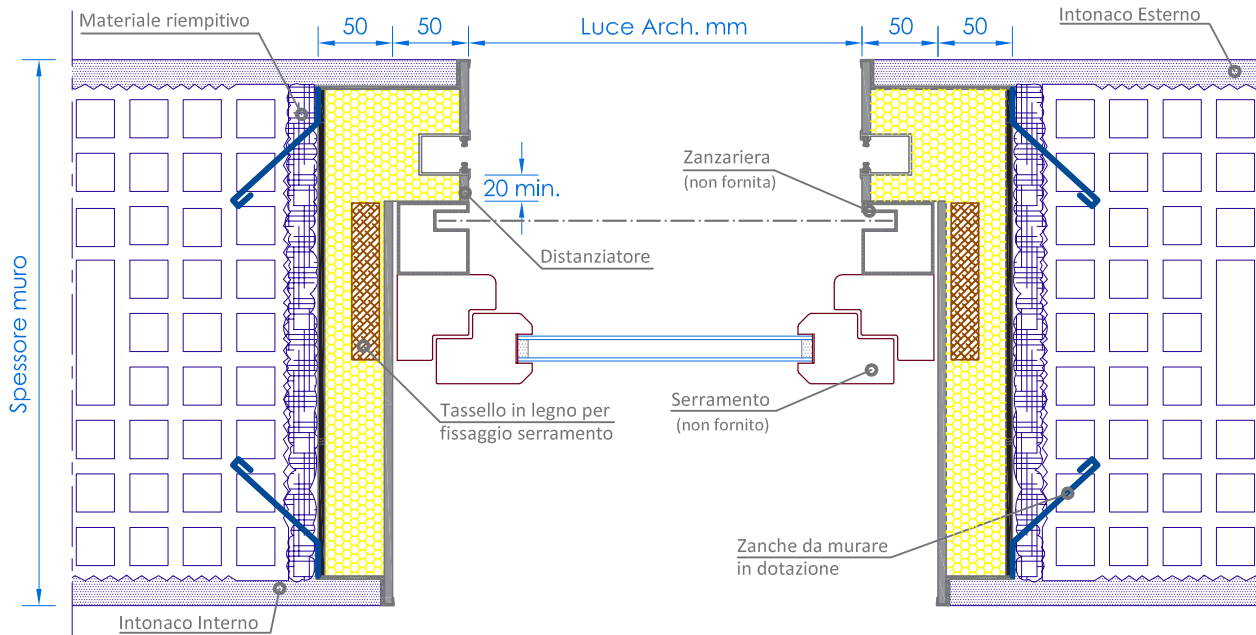 Materiale riempitivo
50
50
Luce Arch. mm
50
50
Intonaco Esterno
Zanzariera
(non fornita)
20 min.
Distanziatore
Spessore muro
Tassello in legno per
fissaggio serramento
Serramento
(non fornito)
Zanche da murare
in dotazione
Intonaco Interno